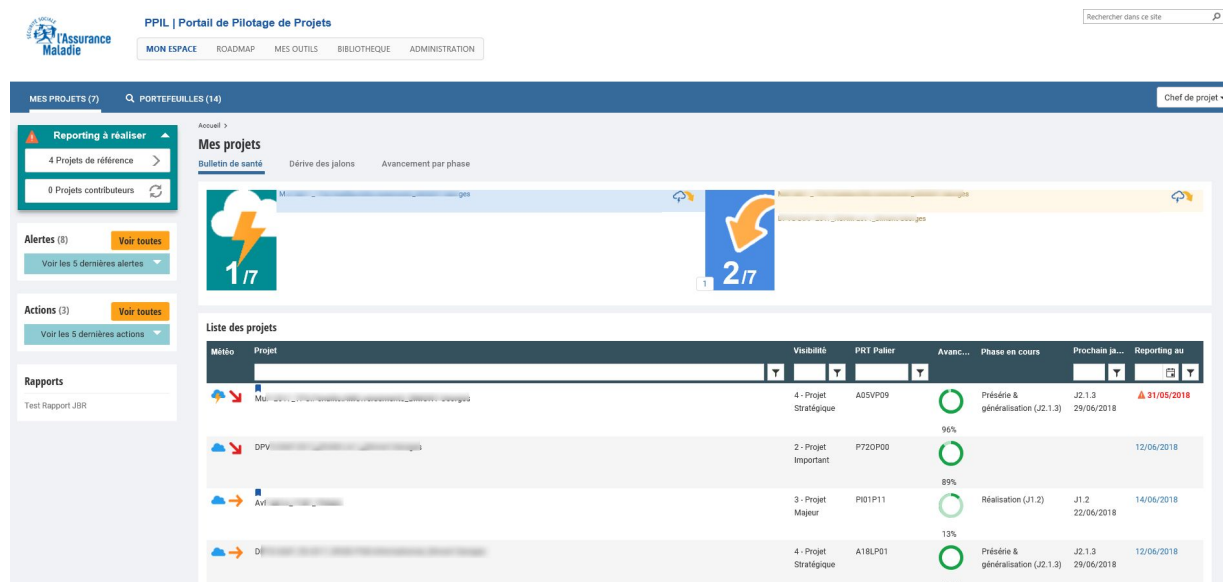 SÉCURITÉ SOCIALE
l'Assurance
Maladie
PPIL | Portail de Pilotage de Projets
Rechercher dans ce site
MON ESPACE ROADMAP MES OUTILS BIBLIOTHEQUE ADMINISTRATION
MES PROJETS (7) PORTEFEUILLES (14)
Chef de projet
Reporting à réaliser
4 Projets de référence
0 Projets contributeurs
Alertes (8) Voir toutes
Voir les 5 dernières alertes
Actions (3) Voir toutes
Voir les 5 dernières actions
Rapports
Test Rapport JBR
Accueil >
Mes projets
Bulletin de santé Dérive des jalons Avancement par phase
1/7
1
2/7
Liste des projets
Météo Projet Visibilité PRT Palier Avanc... Phase en cours Prochain ja... Reporting au
4 - Projet Stratégique A05VP09 96% Présérie & généralisation (J2.1.3) J2.1.3 29/06/2018 31/05/2018
DPV
2 - Projet Important P72OP00 89% 12/06/2018
3 - Projet Majeur PI01P11 13% Réalisation (J1.2) J1.2 22/06/2018 14/06/2018
4 - Projet Stratégique A18LP01 Présérie & généralisation (J2.1.3) J2.1.3 29/06/2018 12/06/2018